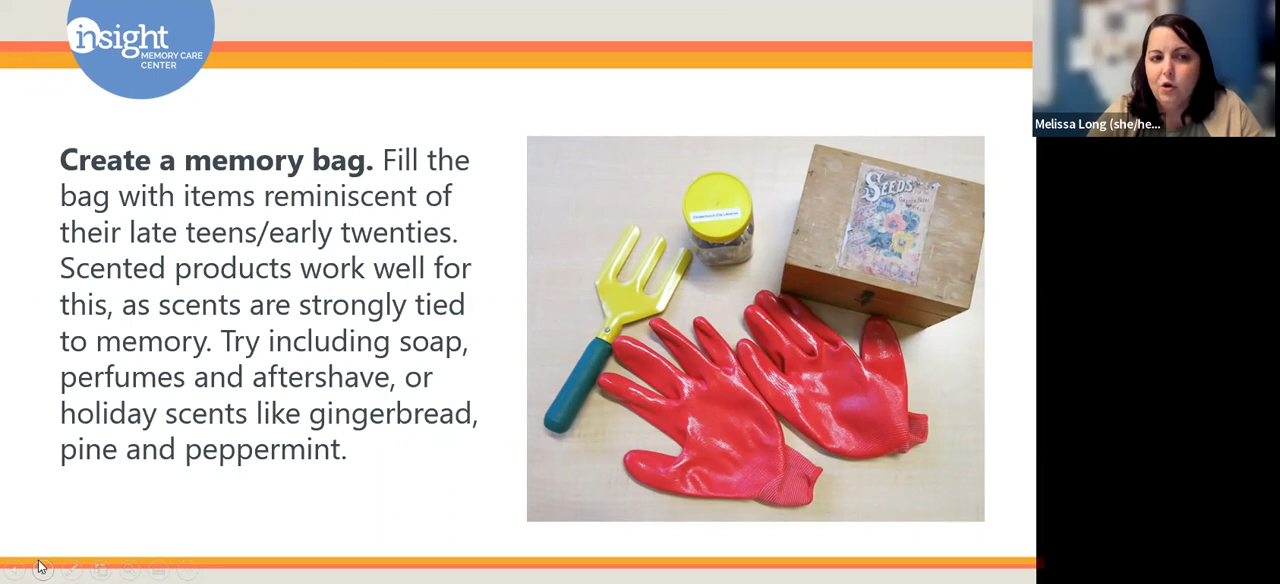 insight
MEMORY CARE
CENTER
Melissa Long (she/he...
Create a memory bag. Fill the
bag with items reminiscent of
their late teens/early twenties.
Scented products work well for
this, as scents are strongly tied
to memory. Try including soap,
perfumes and aftershave, or
holiday scents like gingerbread,
pine and peppermint.
SEEDS